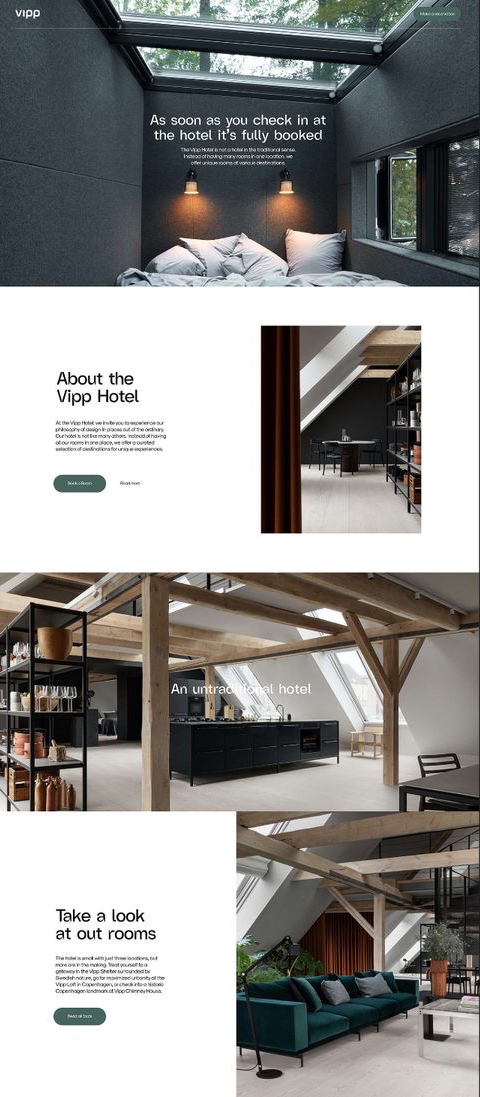 vipp
Make a reservation
As soon as you check in at
the hotel it's fully booked
The Vipp Hotel is not a hotel in the traditional sense.
Instead of having many rooms in one location, we
offer unique rooms at various destinations.
About the
Vipp Hotel
At the Vipp Hotel, we invite you to experience our
philosophy of design in places out of the ordinary.
Our hotel is not like many others. Instead of having
all our rooms in one place, we offer a curated
selection of destinations for unique experiences.
Book a Room
Read more
An untraditional hotel
Take a look
at out rooms
The hotel is small with just three locations, but
more are in the making. Treat yourself to a
getaway in the Vipp Shelter surrounded by
Swedish nature, go for maximized urbanity at the
Vipp Loft in Copenhagen, or check into a historic
Copenhagen landmark at Vipp Chimney House.